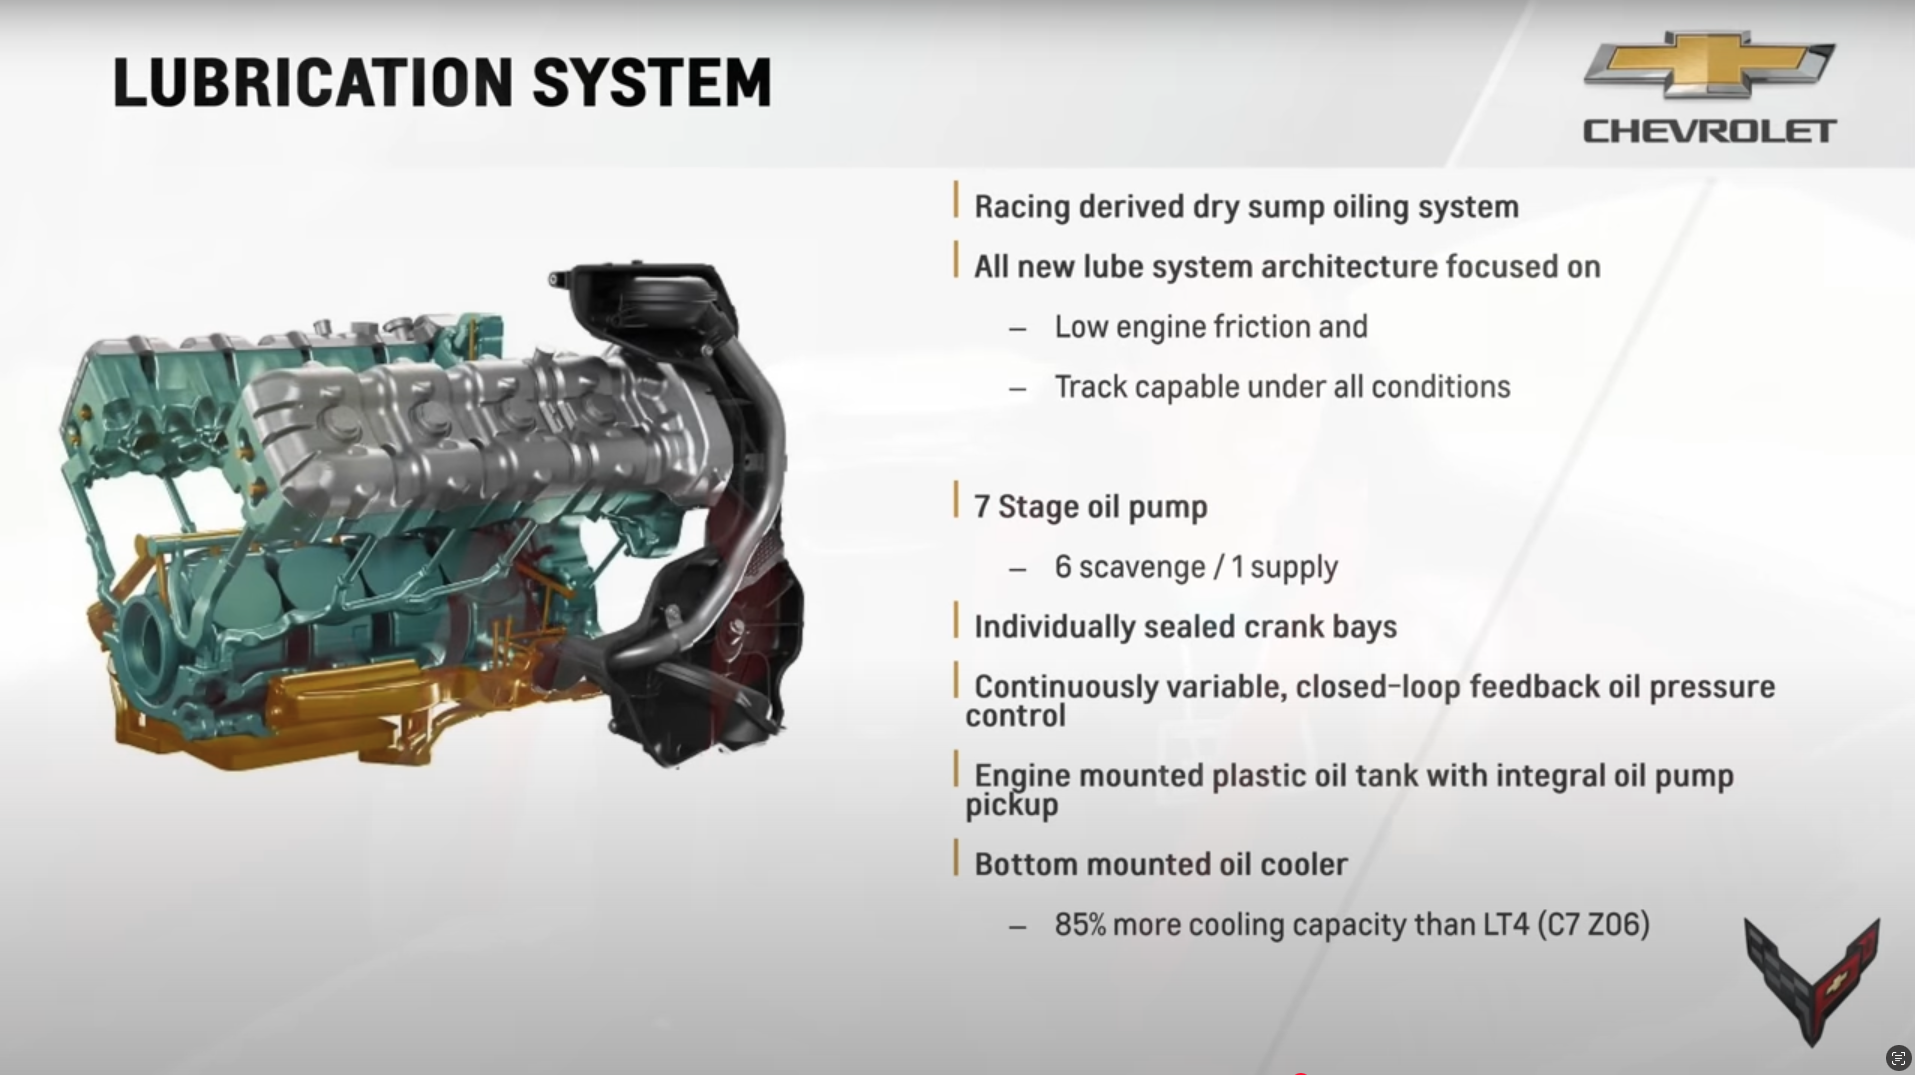 LUBRICATION SYSTEM
CHEVROLET
Racing derived dry sump oiling system
All new lube system architecture focused on
– Low engine friction and
– Track capable under all conditions
7 Stage oil pump
– 6 scavenge / 1 supply
Individually sealed crank bays
Continuously variable, closed-loop feedback oil pressure
control
Engine mounted plastic oil tank with integral oil pump
pickup
Bottom mounted oil cooler
– 85% more cooling capacity than LT4 (C7 Z06)